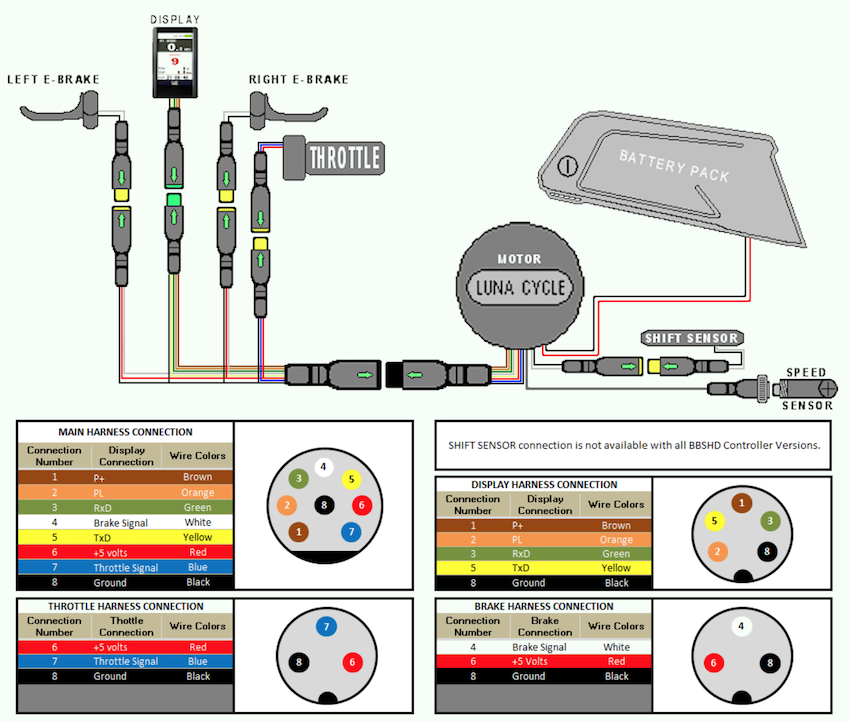 DISPLAY
LEFT E-BRAKE
RIGHT E-BRAKE
THROTTLE
BATTERY PACK
MOTOR
LUNA CYCLE
SHIFT SENSOR
SPEED
SENSOR
MAIN HARNESS CONNECTION
Connection Number Display Connection Wire Colors
1 P+ Brown
2 PL Orange
3 RxD Green
4 Brake Signal White
5 TxD Yellow
6 +5 volts Red
7 Throttle Signal Blue
8 Ground Black
4
3 5
2 8 6
1 7
SHIFT SENSOR connection is not available with all BBSHD Controller Versions.
DISPLAY HARNESS CONNECTION
Connection Number Display Connection Wire Colors
1 P+ Brown
2 PL Orange
3 RxD Green
5 TxD Yellow
8 Ground Black
1
5 3
2 8
THROTTLE HARNESS CONNECTION
Connection Number Thottle Connection Wire Colors
6 +5 volts Red
7 Throttle Signal Blue
8 Ground Black
7
8 6
BRAKE HARNESS CONNECTION
Connection Number Brake Connection Wire Colors
4 Brake Signal White
6 +5 Volts Red
8 Ground Black
4
6 8